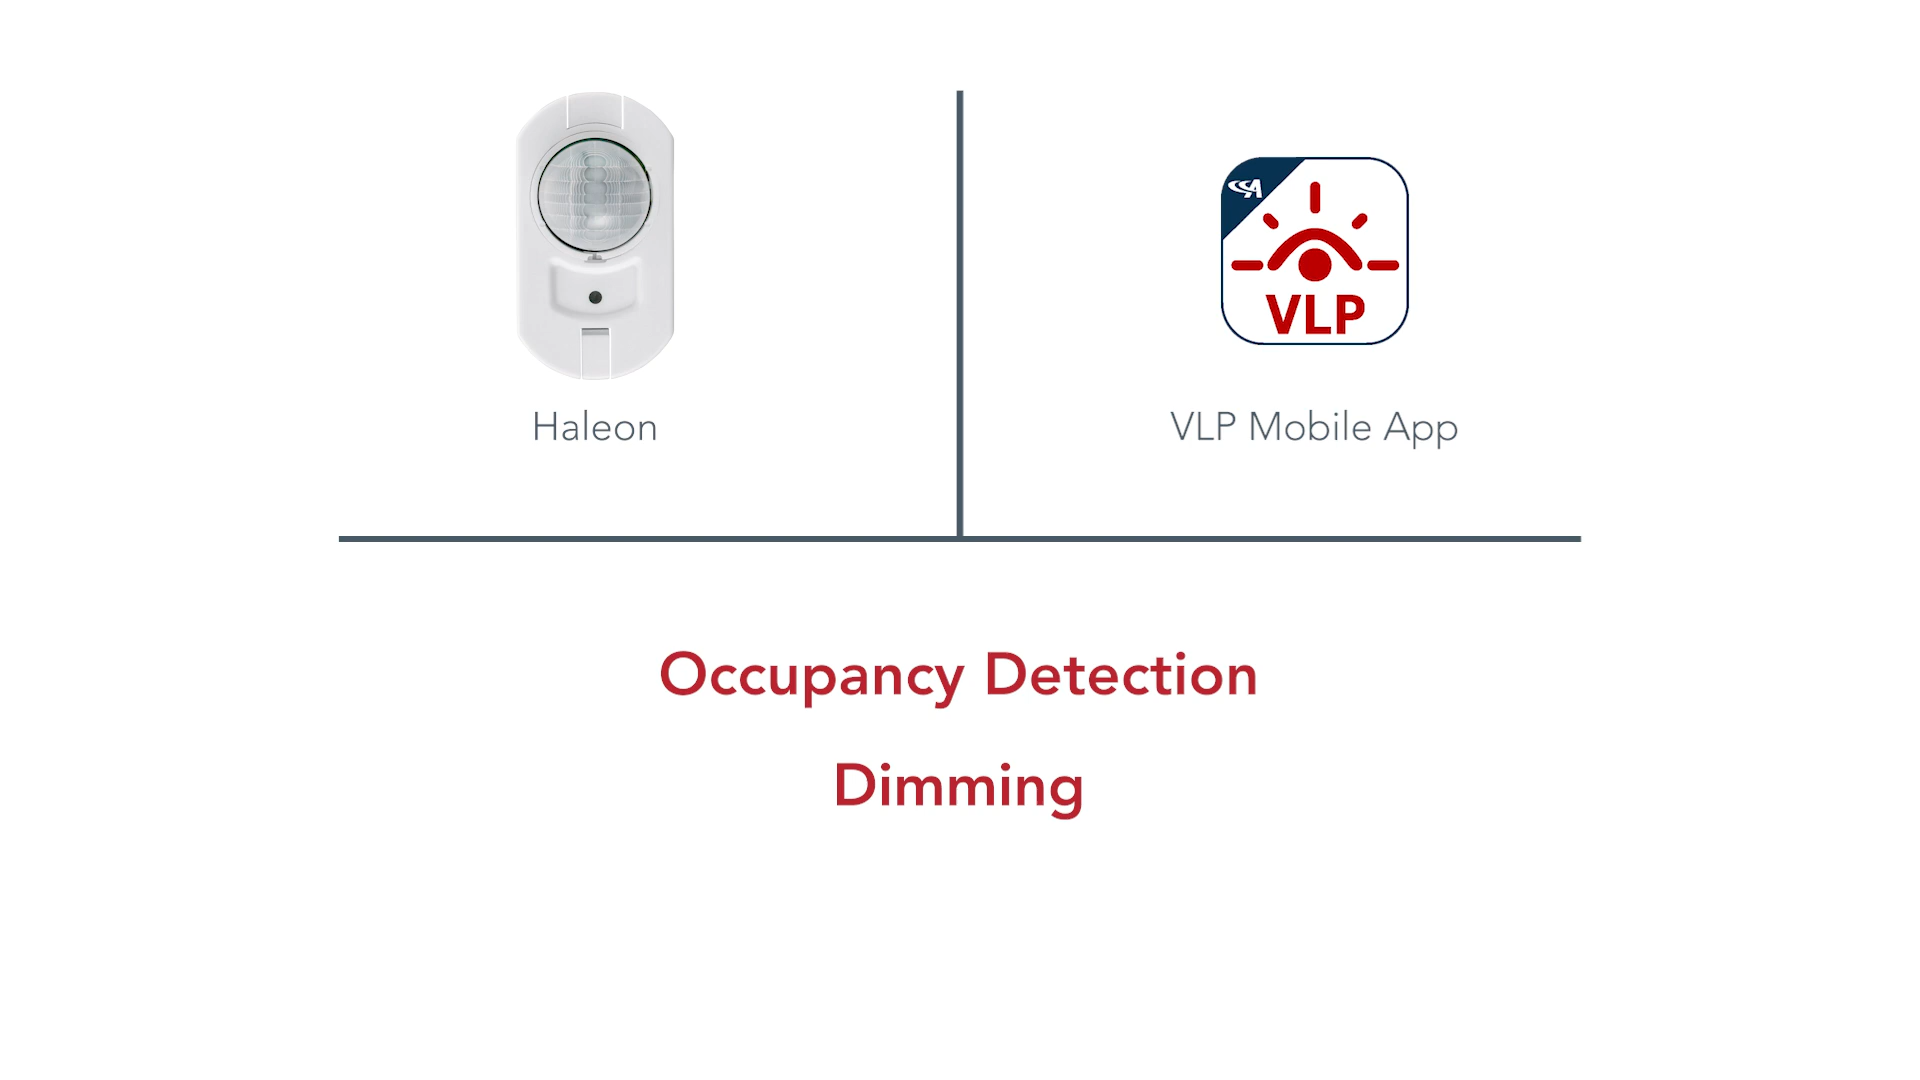 VLP
Haleon
VLP Mobile App
Occupancy Detection
Dimming